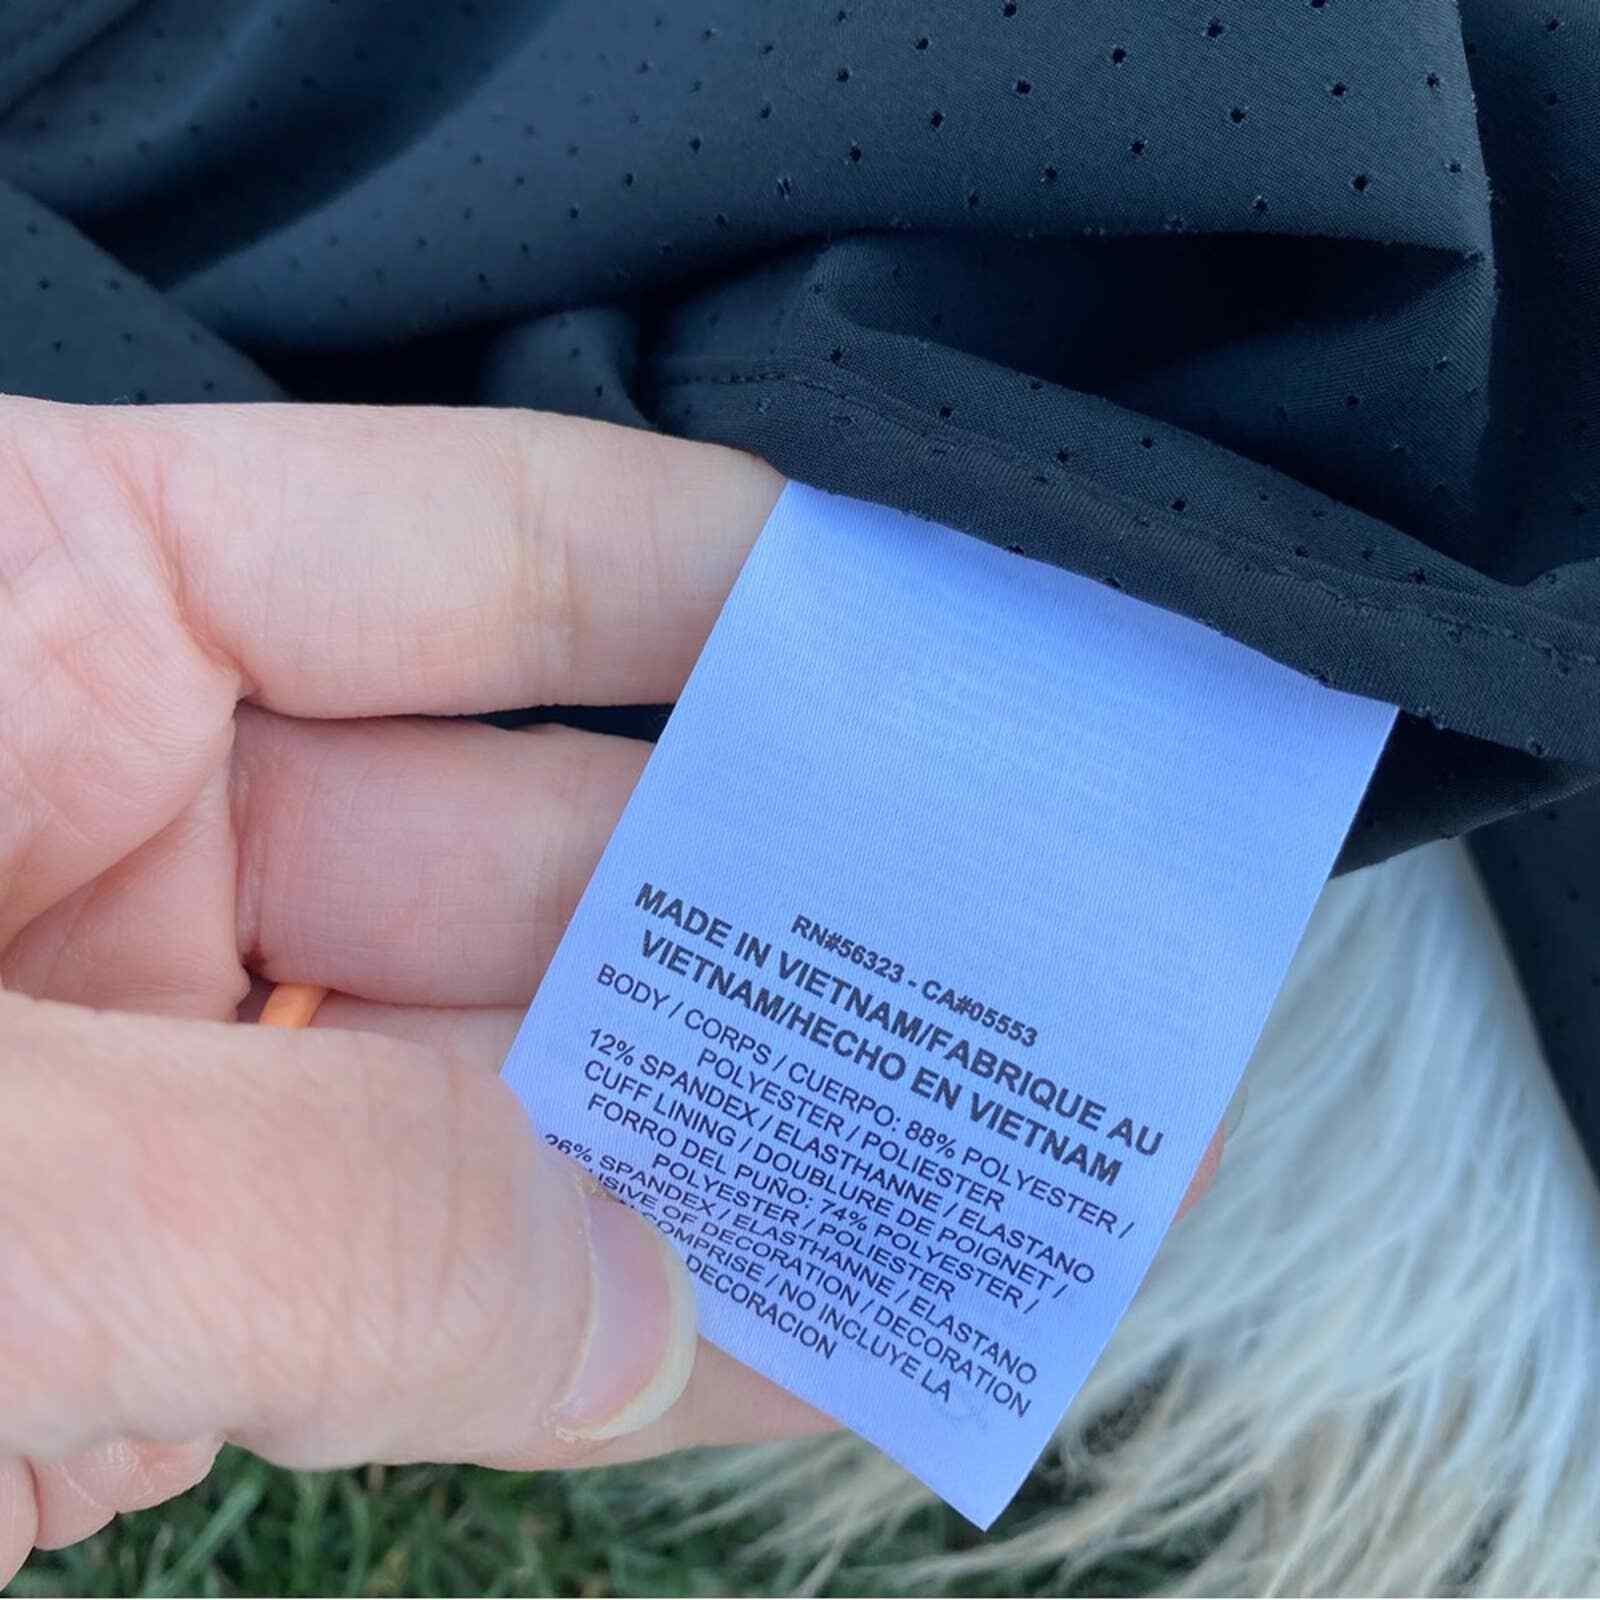 RN#56323 - CA#05553
MADE IN VIETNAM/FABRIQUE AU
VIETNAM/HECHO EN VIETNAM
BODY / CORPS / CUERPO: 88% POLYESTER /
POLYESTER / POLIESTER
12% SPANDEX / ELASTHANNE / ELASTANO
CUFF LINING / DOUBLURE DE POIGNET /
FORRO DEL PUÑO: 74% POLYESTER /
POLYESTER / POLIESTER
26% SPANDEX / ELASTHANNE / ELASTANO
OF DECORATION / DECORATION
COMPRISE / NO INCLUYE LA
DECORACION